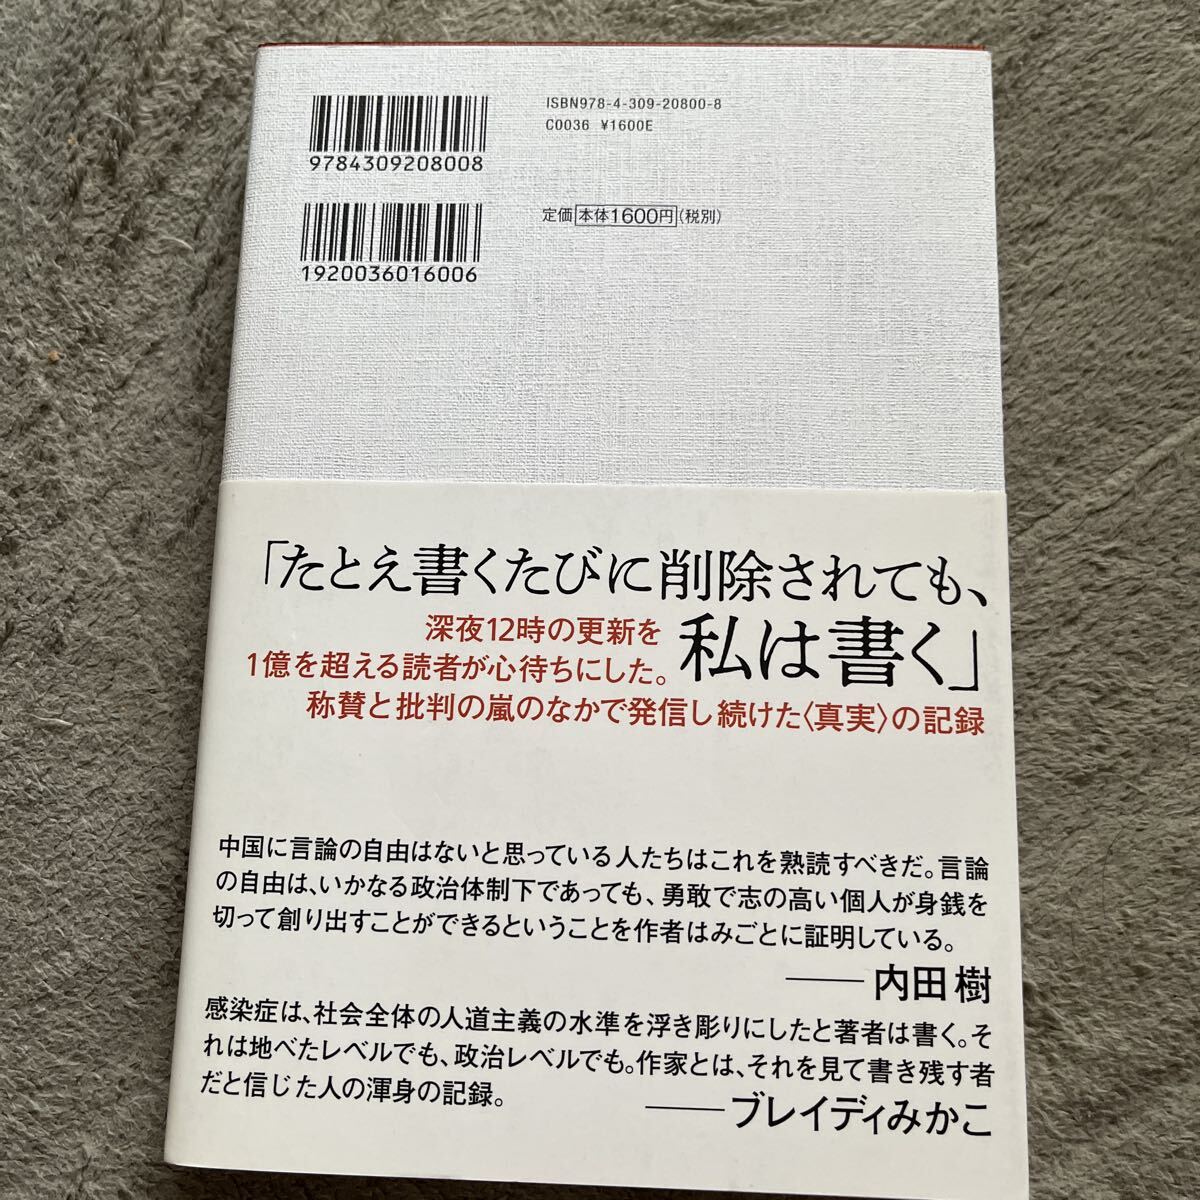 ISBN978-4-309-20800-8
C0036 ¥1600E
9784309208008
定価 本体1600円(税別)
1920036016006
「たとえ書くたびに削除されても、
私は書く」
深夜12時の更新を
1億を超える読者が心待ちにした。
称賛と批判の嵐のなかで発信し続けた〈真実〉の記録
中国に言論の自由はないと思っている人たちはこれを熟読すべきだ。言論
の自由は、いかなる政治体制下であっても、勇敢で志の高い個人が身銭を
切って創り出すことができるということを作者はみごとに証明している。
——内田 樹
感染症は、社会全体の人道主義の水準を浮き彫りにしたと著者は書く。そ
れは地べたレベルでも、政治レベルでも。作家とは、それを見て書き残す者
だと信じた人の渾身の記録。
——ブレイディみかこ